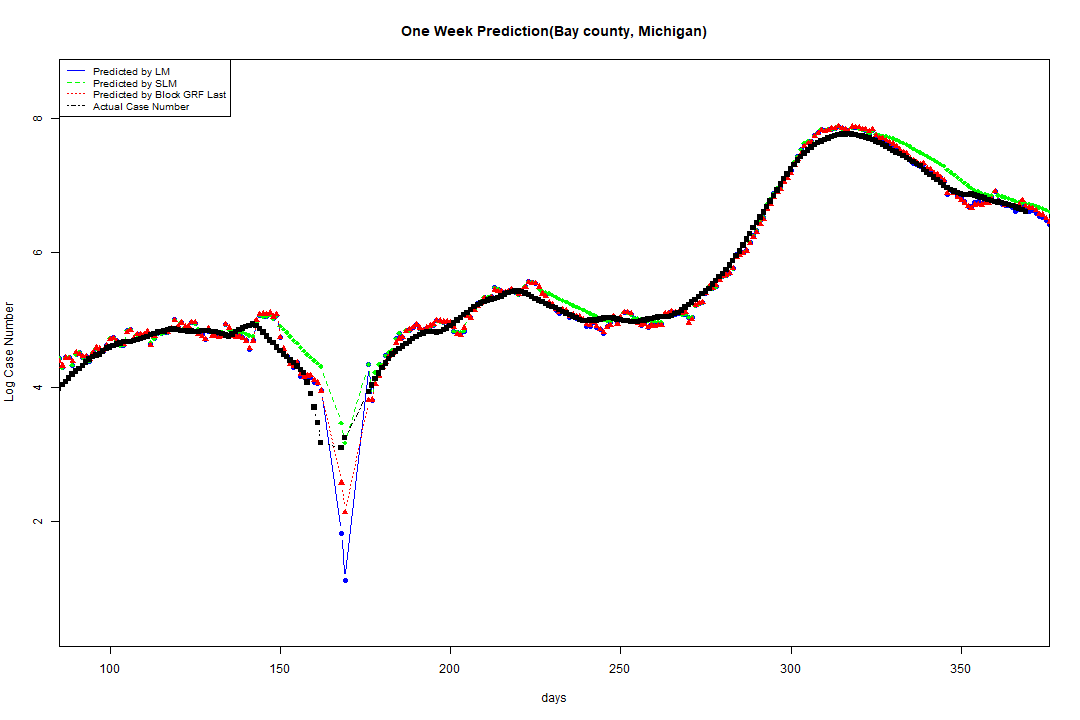 One Week Prediction(Bay county, Michigan)
Predicted by LM
Predicted by SLM
Predicted by Block GRF Last
Actual Case Number
8
6
4
2
Log Case Number
100 150 200 250 300 350
days